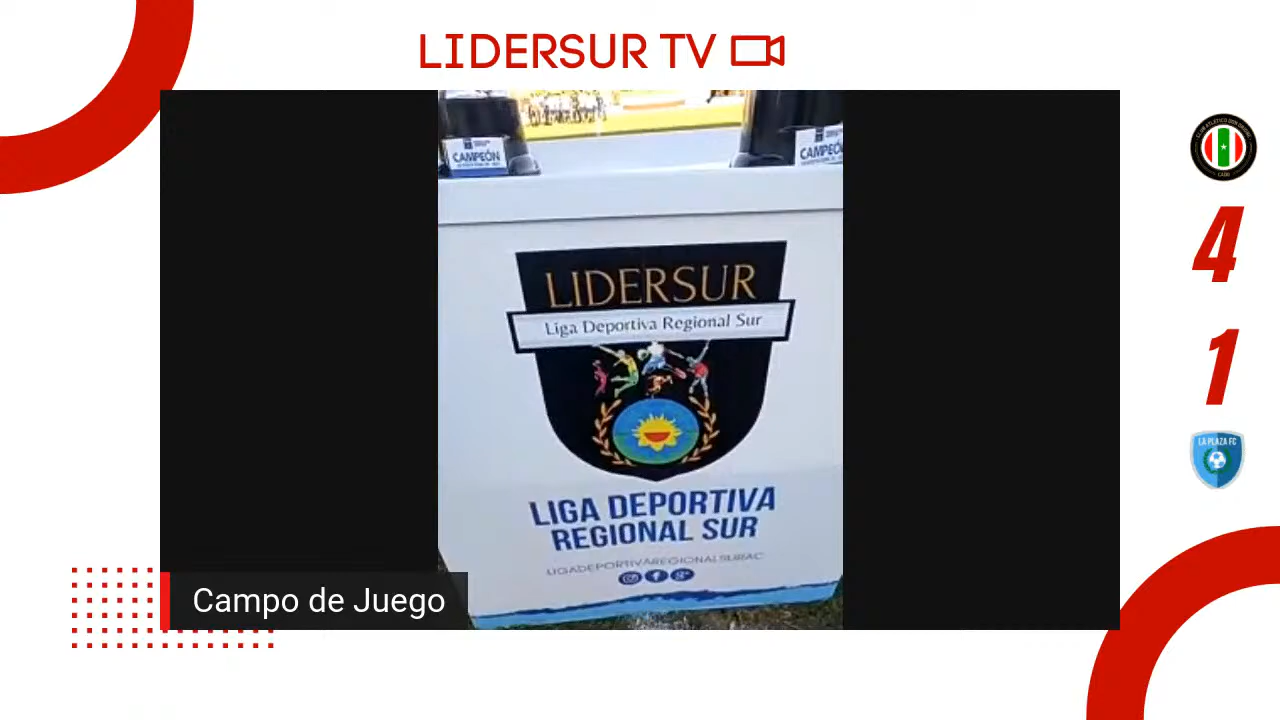 LIDERSUR TV
CAMPEÓN
CAMPEÓ
LIDERSUR
Liga Deportiva Regional Sur
LIGA DEPORTIVA
REGIONAL SUR
Campo de Juego
4
1
LA PLAZA FC